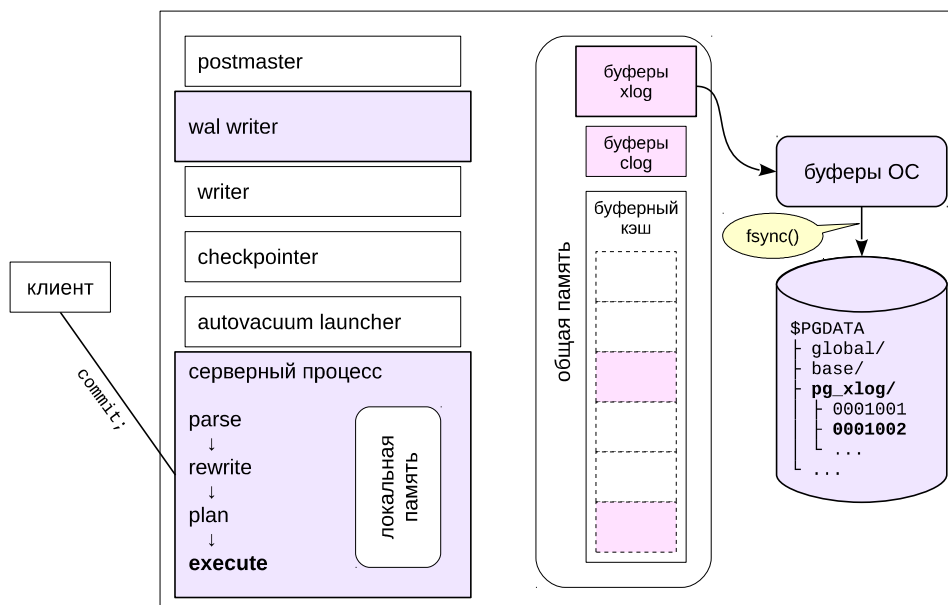 postmaster
wal writer
writer
checkpointer
autovacuum launcher
клиент
commit;
серверный процесс
parse
↓
rewrite
↓
plan
↓
execute
локальная
память
общая память
буферы
xlog
буферы
clog
буферный
кэш
буферы ОС
fsync()
$PGDATA
global/
base/
pg_xlog/
0001001
0001002
...
...